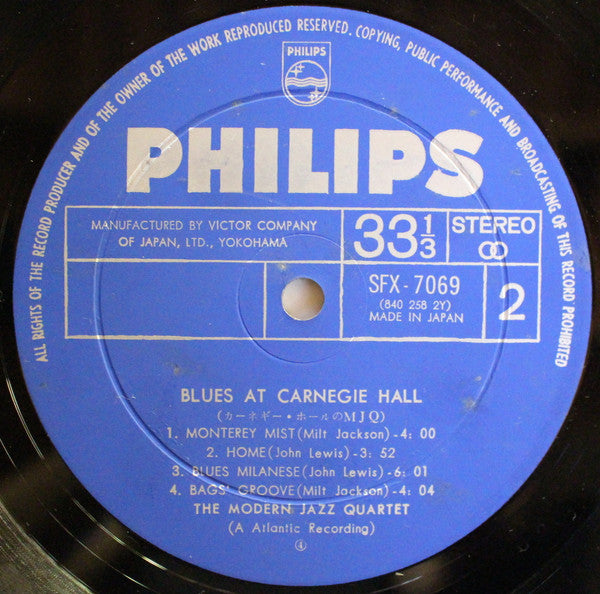 ALL RIGHTS OF THE RECORD PRODUCER AND OF THE OWNER OF THE WORK REPRODUCED RESERVED. COPYING, PUBLIC PERFORMANCE AND BROADCASTING OF THIS RECORD PROHIBITED
PHILIPS
PHILIPS
MANUFACTURED BY VICTOR COMPANY
OF JAPAN, LTD., YOKOHAMA
33 1/3
STEREO
SFX-7069
(840 258 2Y)
MADE IN JAPAN
2
BLUES AT CARNEGIE HALL
(カーネギー・ホールのMJQ)
1. MONTEREY MIST(Milt Jackson)-4: 00
2. HOME(John Lewis)-3: 52
3. BLUES MILANESE(John Lewis)-6: 01
4. BAGS' GROOVE(Milt Jackson)-4: 04
THE MODERN JAZZ QUARTET
(A Atlantic Recording)
④